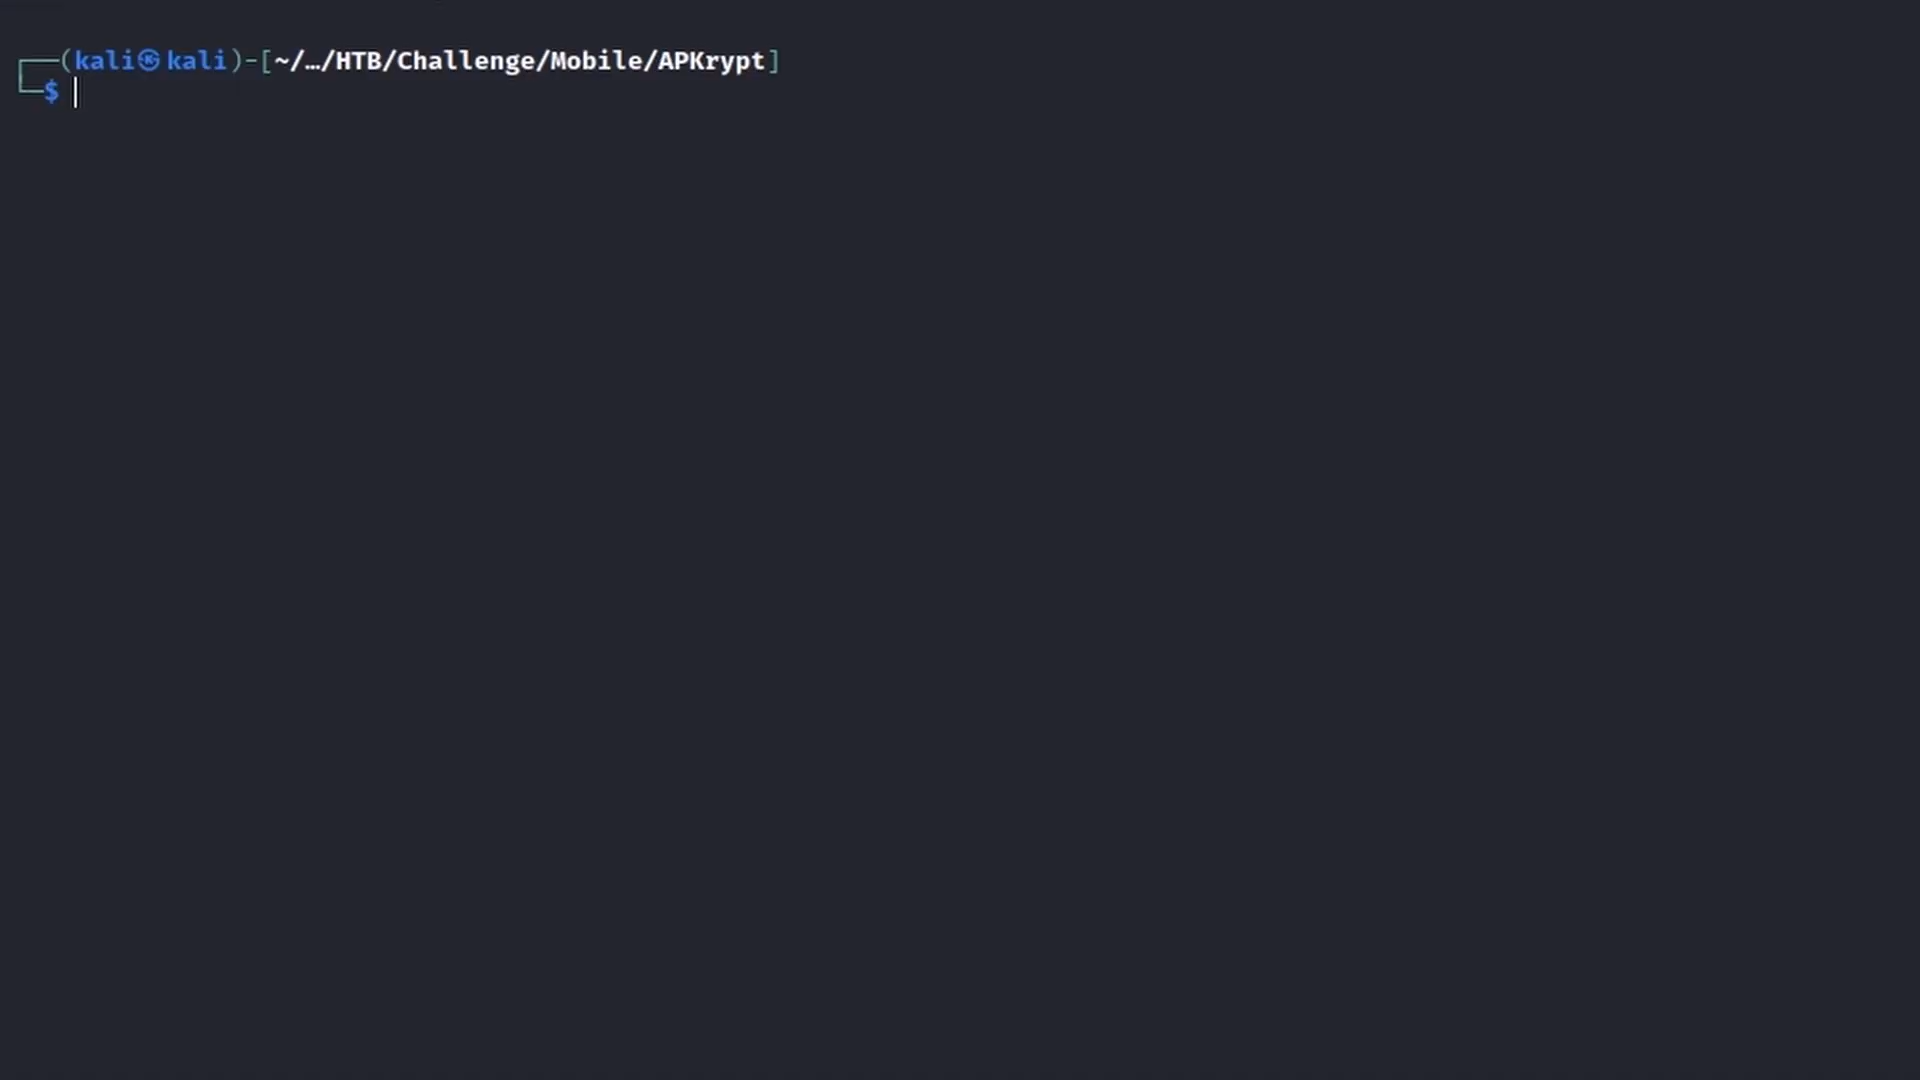 ┌──(kali㉿kali)-[~/…/HTB/Challenge/Mobile/APKrypt]
└─$